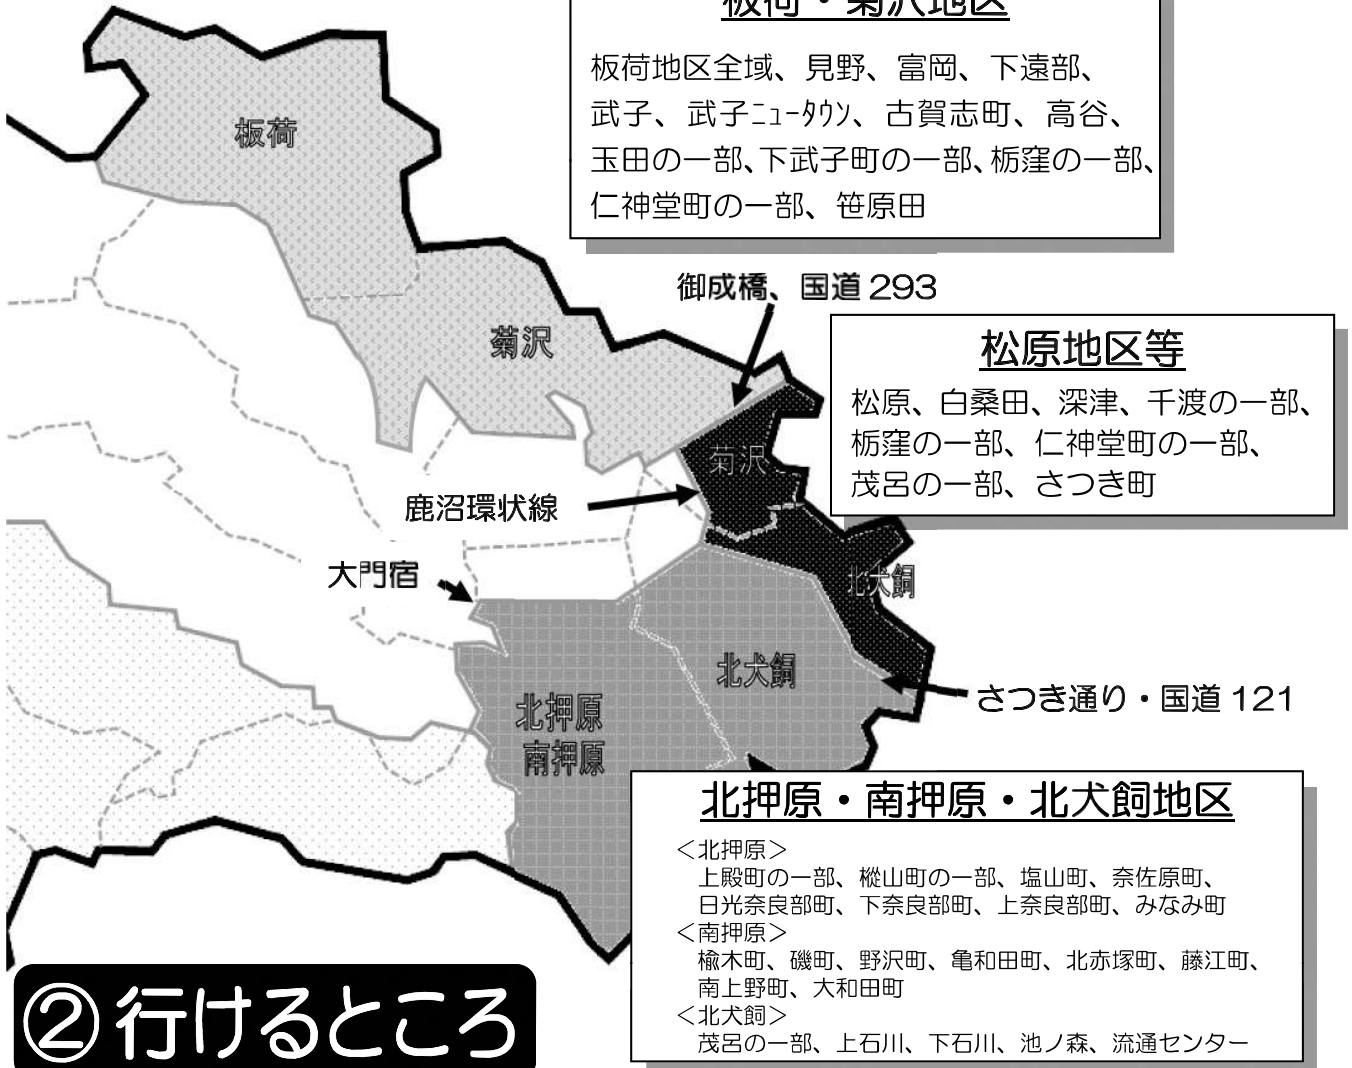 板荷・菊沢地区
板荷地区全域、見野、富岡、下遠部、
武子、武子ﾆｭｰﾀｳﾝ、古賀志町、高谷、
玉田の一部、下武子町の一部、栃窪の一部、
仁神堂町の一部、笹原田
板荷
御成橋、国道293
菊沢
松原地区等
松原、白桑田、深津、千渡の一部、
栃窪の一部、仁神堂町の一部、
茂呂の一部、さつき町
菊沢
鹿沼環状線
大門宿
北犬飼
北犬飼
さつき通り・国道121
北押原
南押原
北押原・南押原・北犬飼地区
＜北押原＞
上殿町の一部、樅山町の一部、塩山町、奈佐原町、
日光奈良部町、下奈良部町、上奈良部町、みなみ町
＜南押原＞
楡木町、磯町、野沢町、亀和田町、北赤塚町、藤江町、
南上野町、大和田町
＜北犬飼＞
茂呂の一部、上石川、下石川、池ノ森、流通センター
②行けるところ